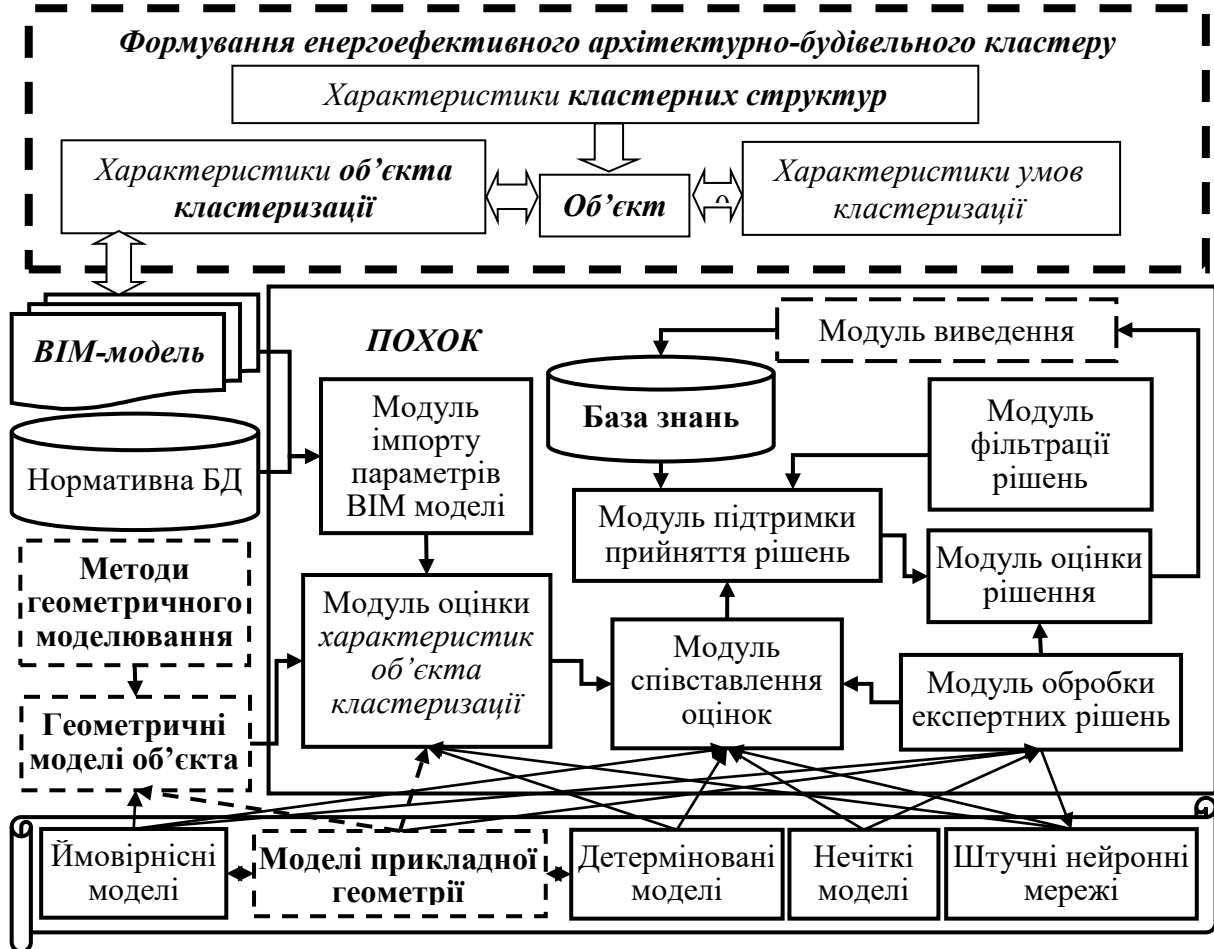 Формування енергоефективного архітектурно-будівельного кластеру
Характеристики кластерних структур
Характеристики об’єкта
кластеризації
Об’єкт
Характеристики умов
кластеризації
BIM-модель
Нормативна БД
Методи
геометричного
моделювання
Геометричні
моделі об’єкта
ПОХОК
Модуль
імпорту
параметрів
BIM моделі
Модуль оцінки
характеристик
об’єкта
кластеризації
База знань
Модуль виведення
Модуль
фільтрації
рішень
Модуль підтримки
прийняття рішень
Модуль оцінки
рішення
Модуль
співставлення
оцінок
Модуль обробки
експертних рішень
Ймовірнісні
моделі
Моделі прикладної
геометрії
Детерміновані
моделі
Нечіткі
моделі
Штучні нейронні
мережі